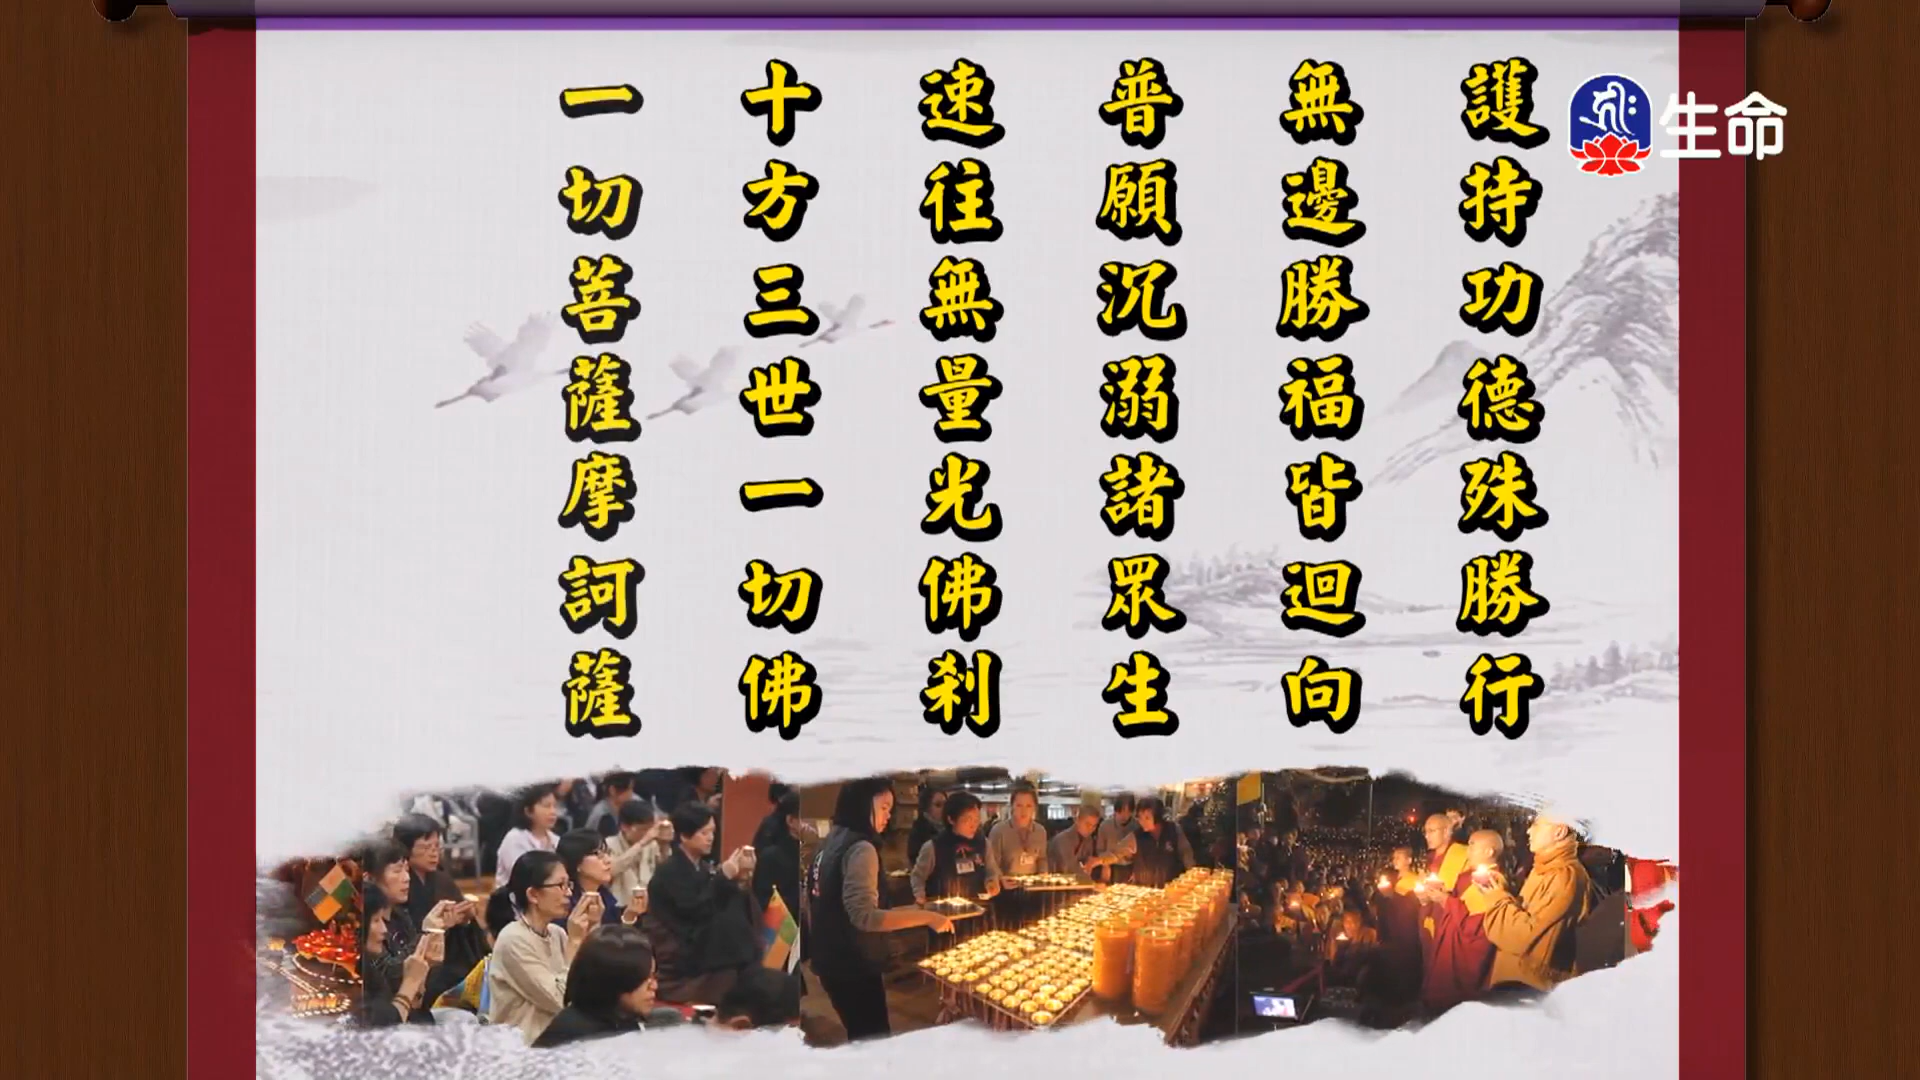 護持功德殊勝行
無邊勝福皆迴向
普願沉溺諸眾生
速往無量光佛剎
十方三世一切佛
一切菩薩摩訶薩
生命